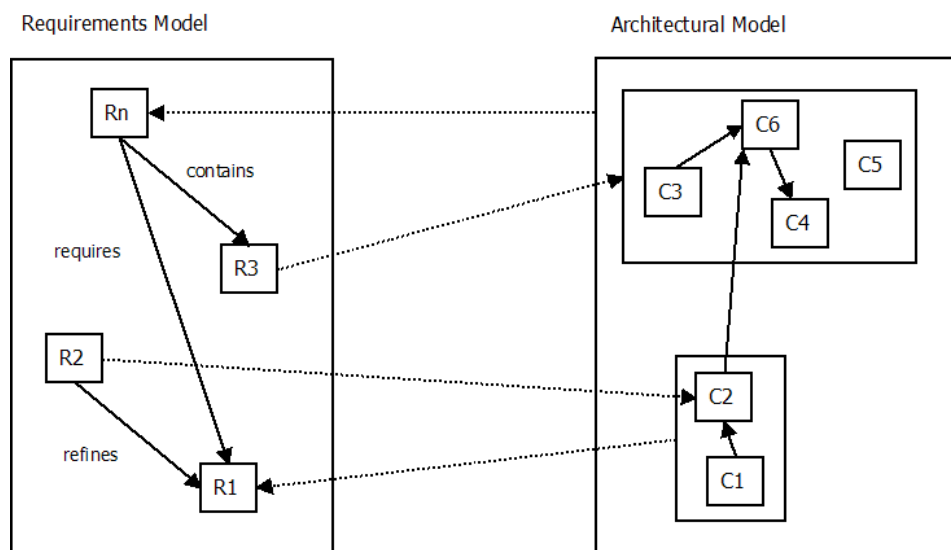 Requirements Model
Architectural Model
Rn
contains
requires
R3
R2
refines
R1
C6
C5
C3
C4
C2
C1